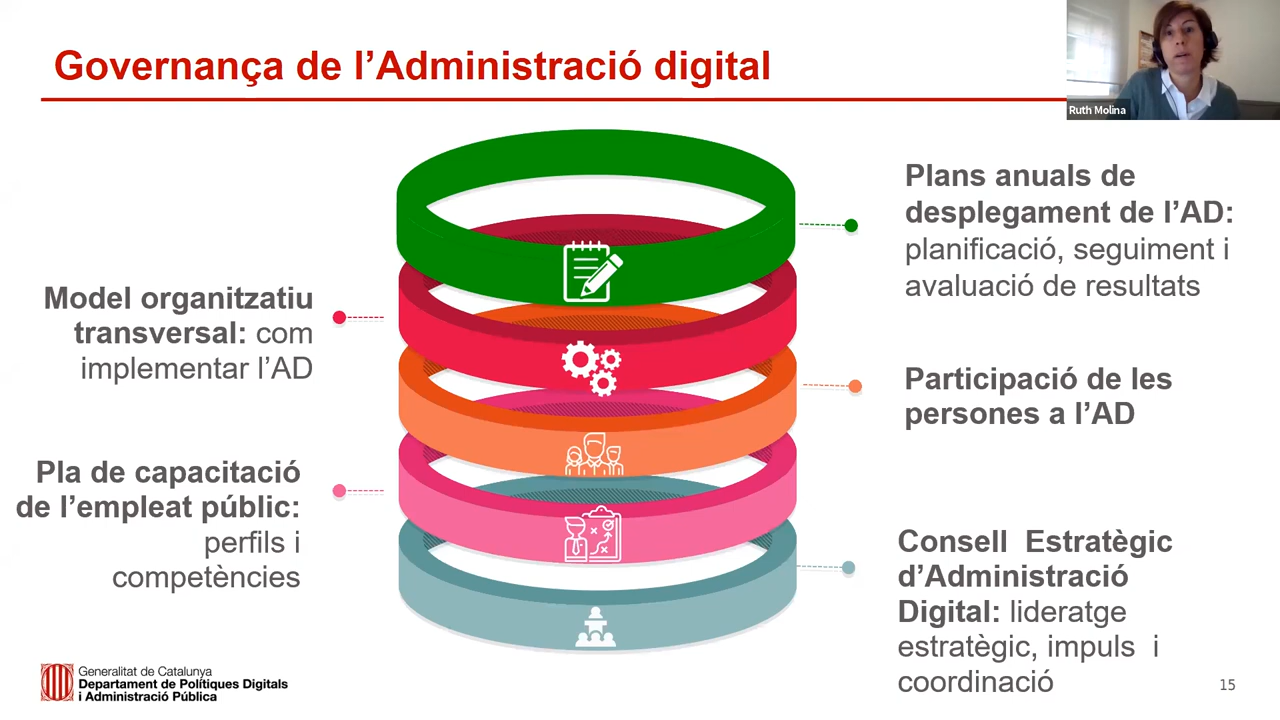 Governança de l’Administració digital
Ruth Molina
Plans anuals de
desplegament de l’AD:
planificació, seguiment i
avaluació de resultats
Model organitzatiu
transversal: com
implementar l’AD
Participació de les
persones a l’AD
Pla de capacitació
de l’empleat públic:
perfils i
competències
Consell Estratègic
d’Administració
Digital: lideratge
estratègic, impuls i
coordinació
Generalitat de Catalunya
Departament de Polítiques Digitals
i Administració Pública
15